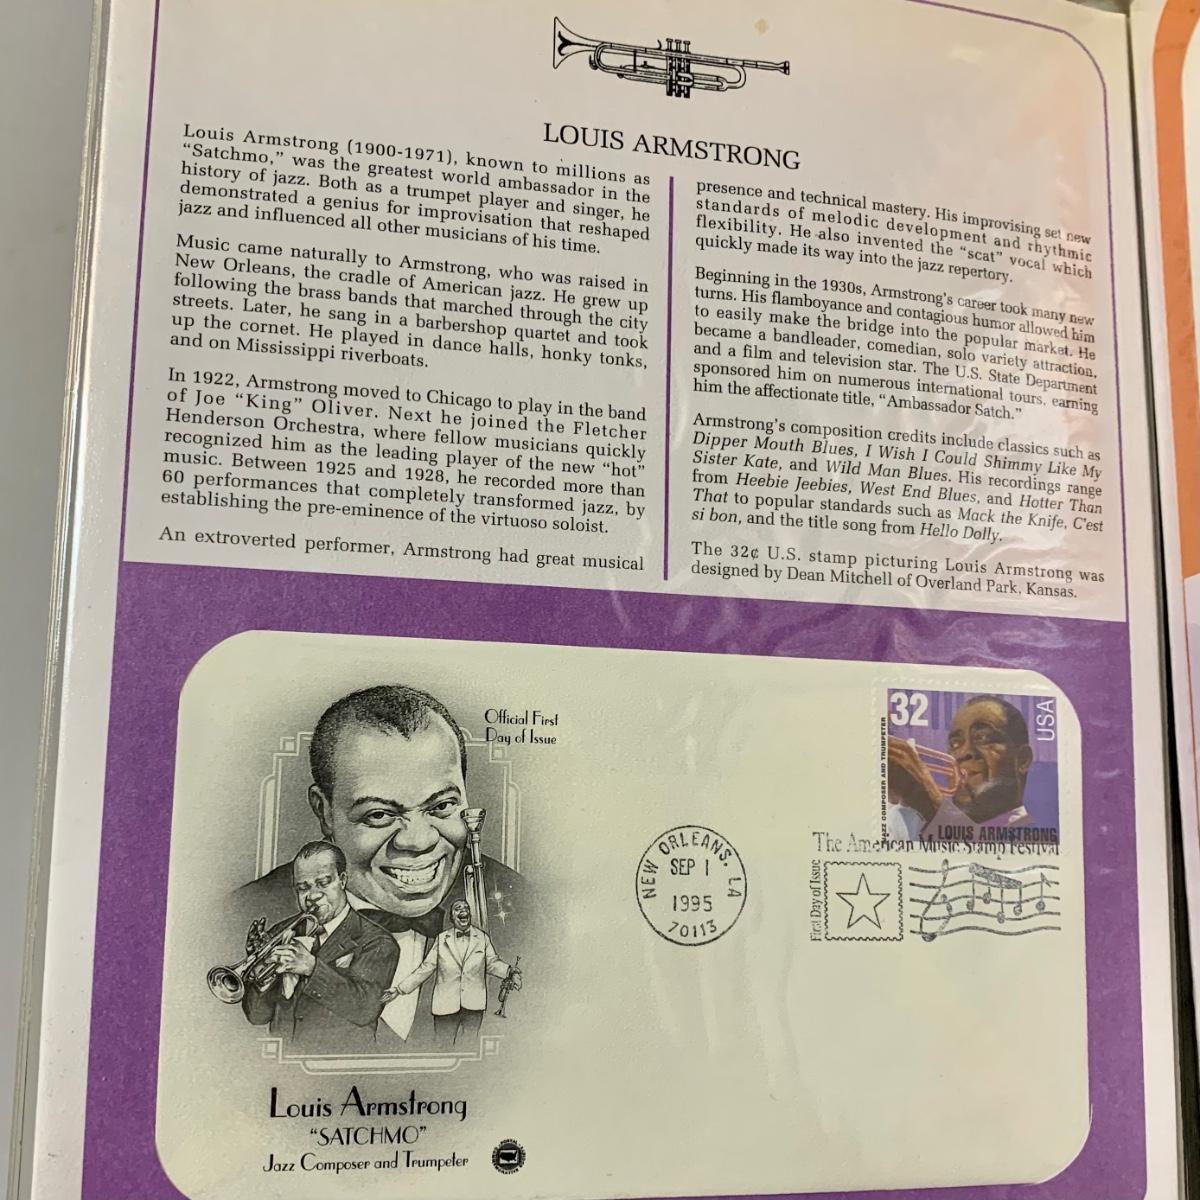 LOUIS ARMSTRONG
Louis Armstrong (1900-1971), known to millions as
“Satchmo,” was the greatest world ambassador in the
history of jazz. Both as a trumpet player and singer, he
demonstrated a genius for improvisation that reshaped
jazz and influenced all other musicians of his time.
Music came naturally to Armstrong, who was raised in
New Orleans, the cradle of American jazz. He grew up
following the brass bands that marched through the city
streets. Later, he sang in a barbershop quartet and took
up the cornet. He played in dance halls, honky tonks,
and on Mississippi riverboats.
In 1922, Armstrong moved to Chicago to play in the band
of Joe “King” Oliver. Next he joined the Fletcher
Henderson Orchestra, where fellow musicians quickly
recognized him as the leading player of the new “hot”
music. Between 1925 and 1928, he recorded more than
60 performances that completely transformed jazz, by
establishing the pre-eminence of the virtuoso soloist.
An extroverted performer, Armstrong had great musical
presence and technical mastery. His improvising set new
standards of melodic development and rhythmic
flexibility. He also invented the “scat” vocal which
quickly made its way into the jazz repertory.
Beginning in the 1930s, Armstrong’s career took many new
turns. His flamboyance and contagious humor allowed him
to easily make the bridge into the popular market. He
became a bandleader, comedian, solo variety attraction,
and a film and television star. The U.S. State Department
sponsored him on numerous international tours, earning
him the affectionate title, “Ambassador Satch.”
Armstrong’s composition credits include classics such as
Dipper Mouth Blues, I Wish I Could Shimmy Like My
Sister Kate, and Wild Man Blues. His recordings range
from Heebie Jeebies, West End Blues, and Hotter Than
That to popular standards such as Mack the Knife, C’est
si bon, and the title song from Hello Dolly.
The 32¢ U.S. stamp picturing Louis Armstrong was
designed by Dean Mitchell of Overland Park, Kansas.
Official First
Day of Issue
32
USA
JAZZ COMPOSER AND TRUMPETER
LOUIS ARMSTRONG
The American Music Stamp Festival
First Day of Issue
NEW ORLEANS, LA
SEP 1
1995
70113
Louis Armstrong
“SATCHMO”
Jazz Composer and Trumpeter